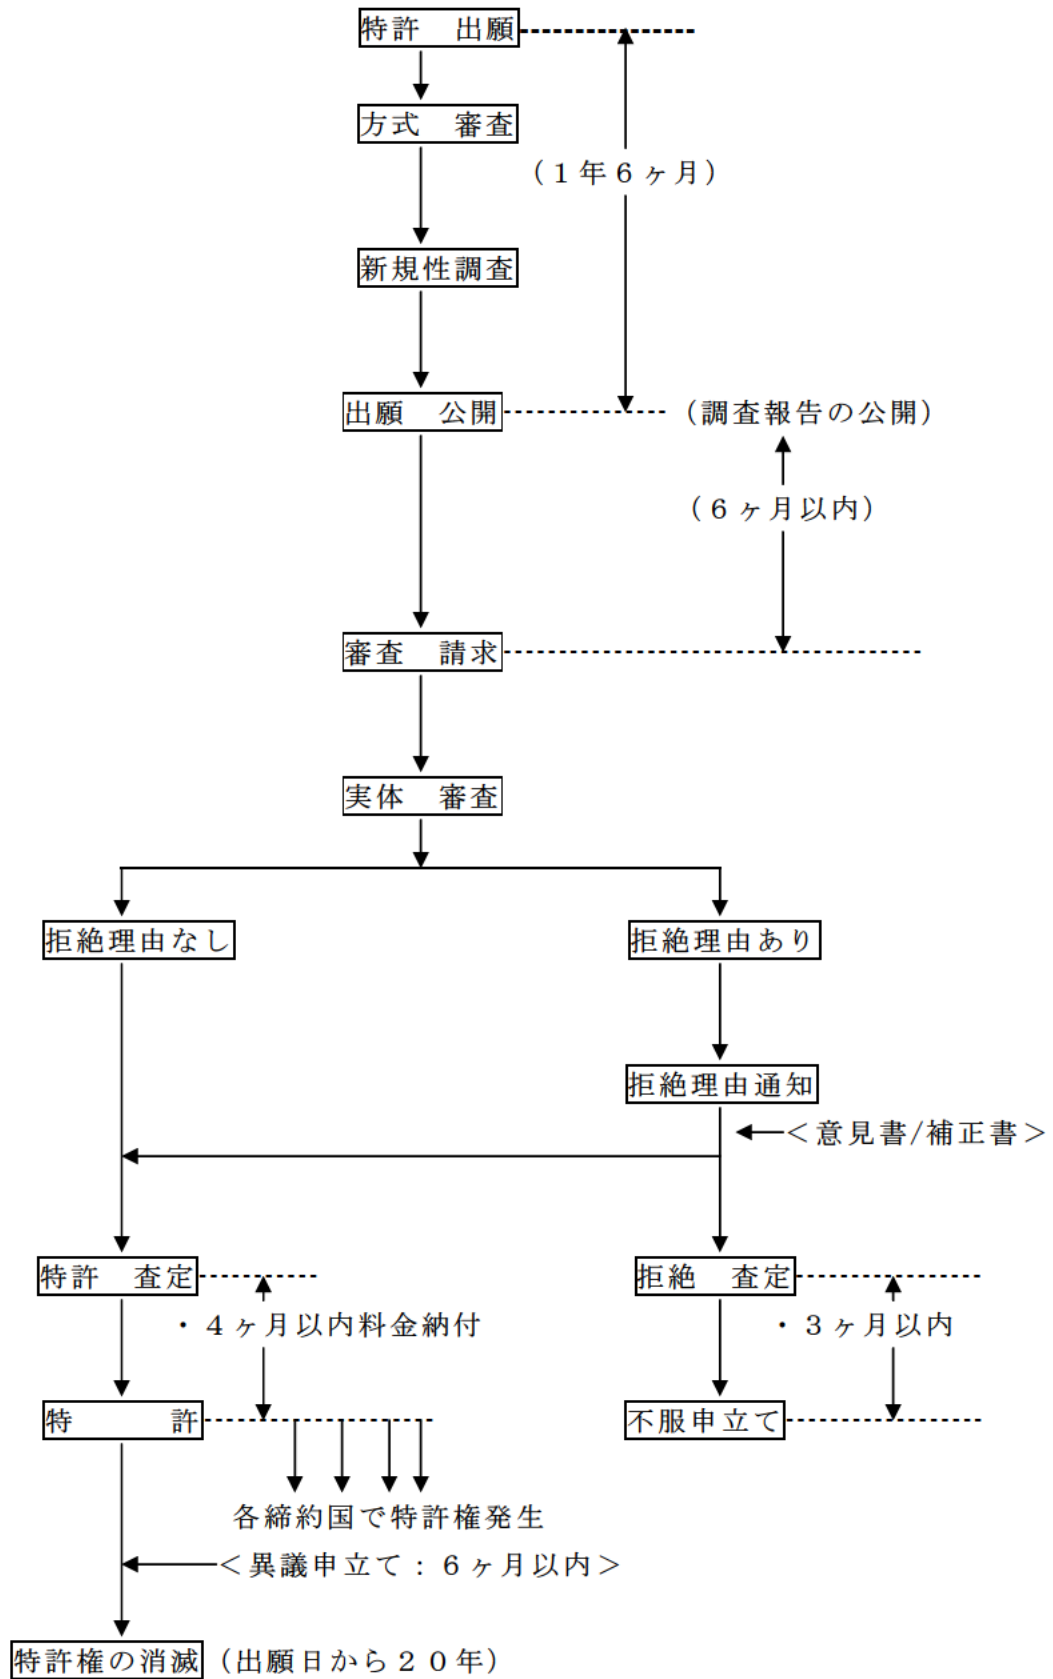 特許　出願
方式　審査
（１年６ヶ月）
新規性調査
出願　公開
（調査報告の公開）
（６ヶ月以内）
審査　請求
実体　審査
拒絶理由なし
拒絶理由あり
拒絶理由通知
＜意見書/補正書＞
特許　査定
拒絶　査定
・４ヶ月以内料金納付
・３ヶ月以内
特　　　許
不服申立て
各締約国で特許権発生
＜異議申立て：６ヶ月以内＞
特許権の消滅（出願日から２０年）